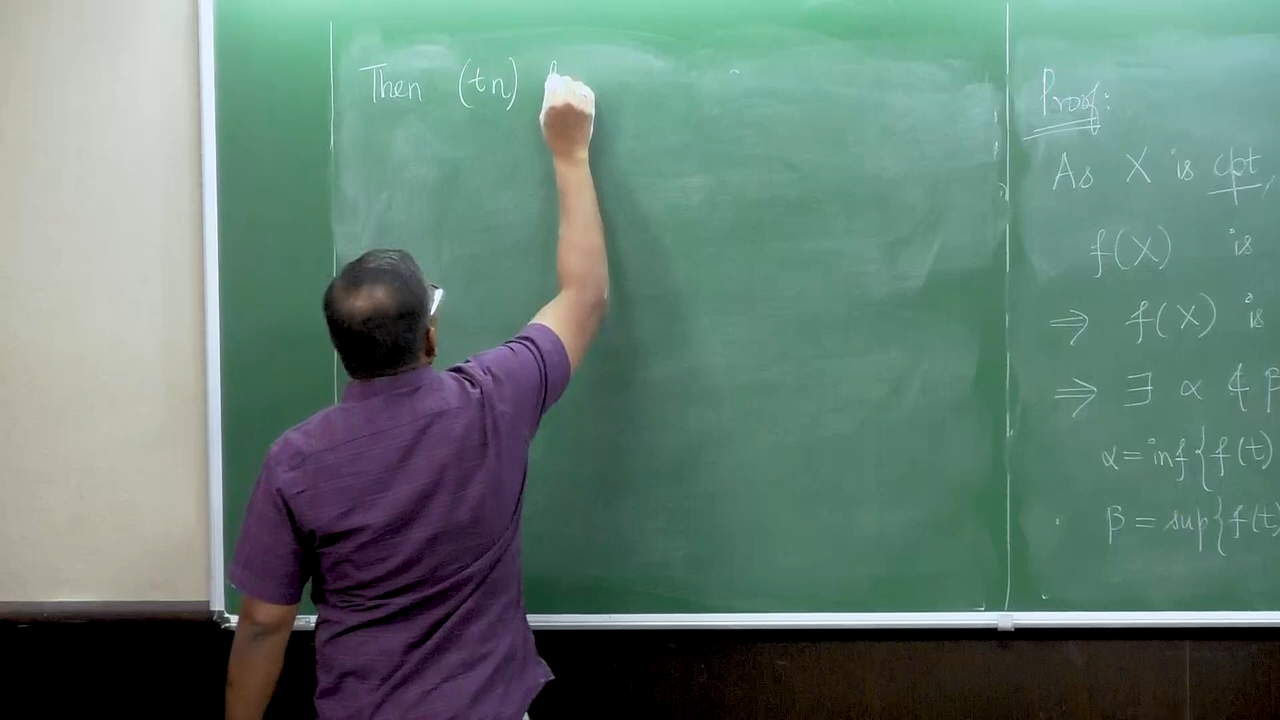 Then (tn)
Proof:
As X is cpt,
f(X) is
⇒ f(X) is
⇒ ∃ α & β
α = inf{f(t)
β = sup{f(t)